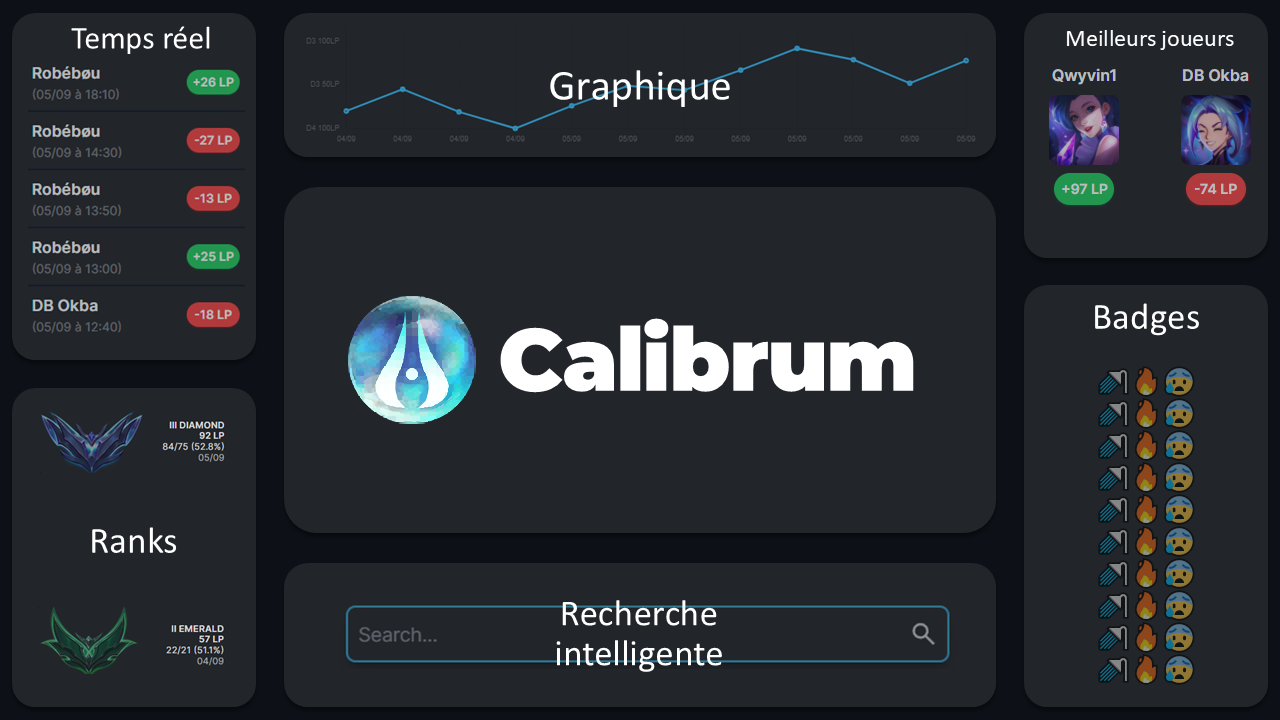 Temps réel
Robébøu
+26 LP
(05/09 à 18:10)
Robébøu
-27 LP
(05/09 à 14:30)
Robébøu
-13 LP
(05/09 à 13:50)
Robébøu
+25 LP
(05/09 à 13:00)
DB Okba
-18 LP
(05/09 à 12:40)
III DIAMOND
92 LP
84/75 (52.8%)
05/09
Ranks
II EMERALD
57 LP
22/21 (51.1%)
04/09
D3 100LP
D3 50LP
D4 100LP
Graphique
04/09 04/09 04/09 04/09 05/09 05/09 05/09 05/09 05/09 05/09 05/09 05/09
Calibrum
Search...
Recherche
intelligente
Meilleurs joueurs
Qwyvin1 DB Okba
+97 LP -74 LP
Badges